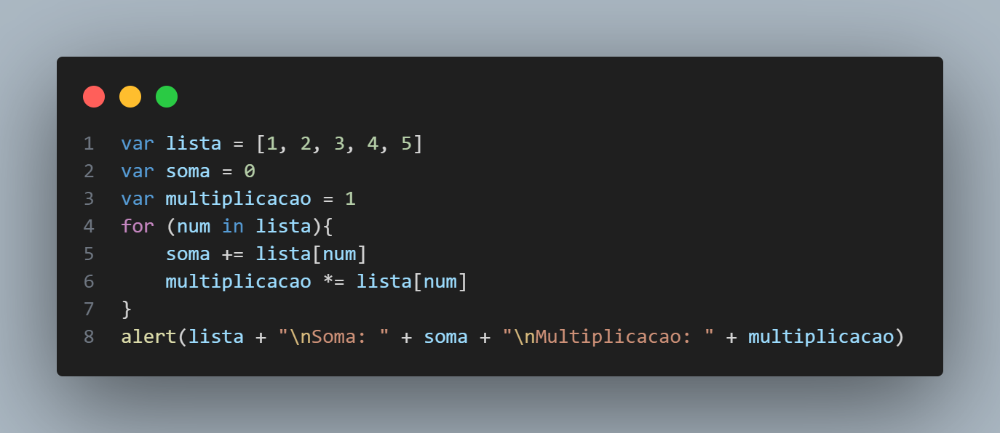 1 var lista = [1, 2, 3, 4, 5]
2 var soma = 0
3 var multiplicacao = 1
4 for (num in lista){
5     soma += lista[num]
6     multiplicacao *= lista[num]
7 }
8 alert(lista + "\nSoma: " + soma + "\nMultiplicacao: " + multiplicacao)